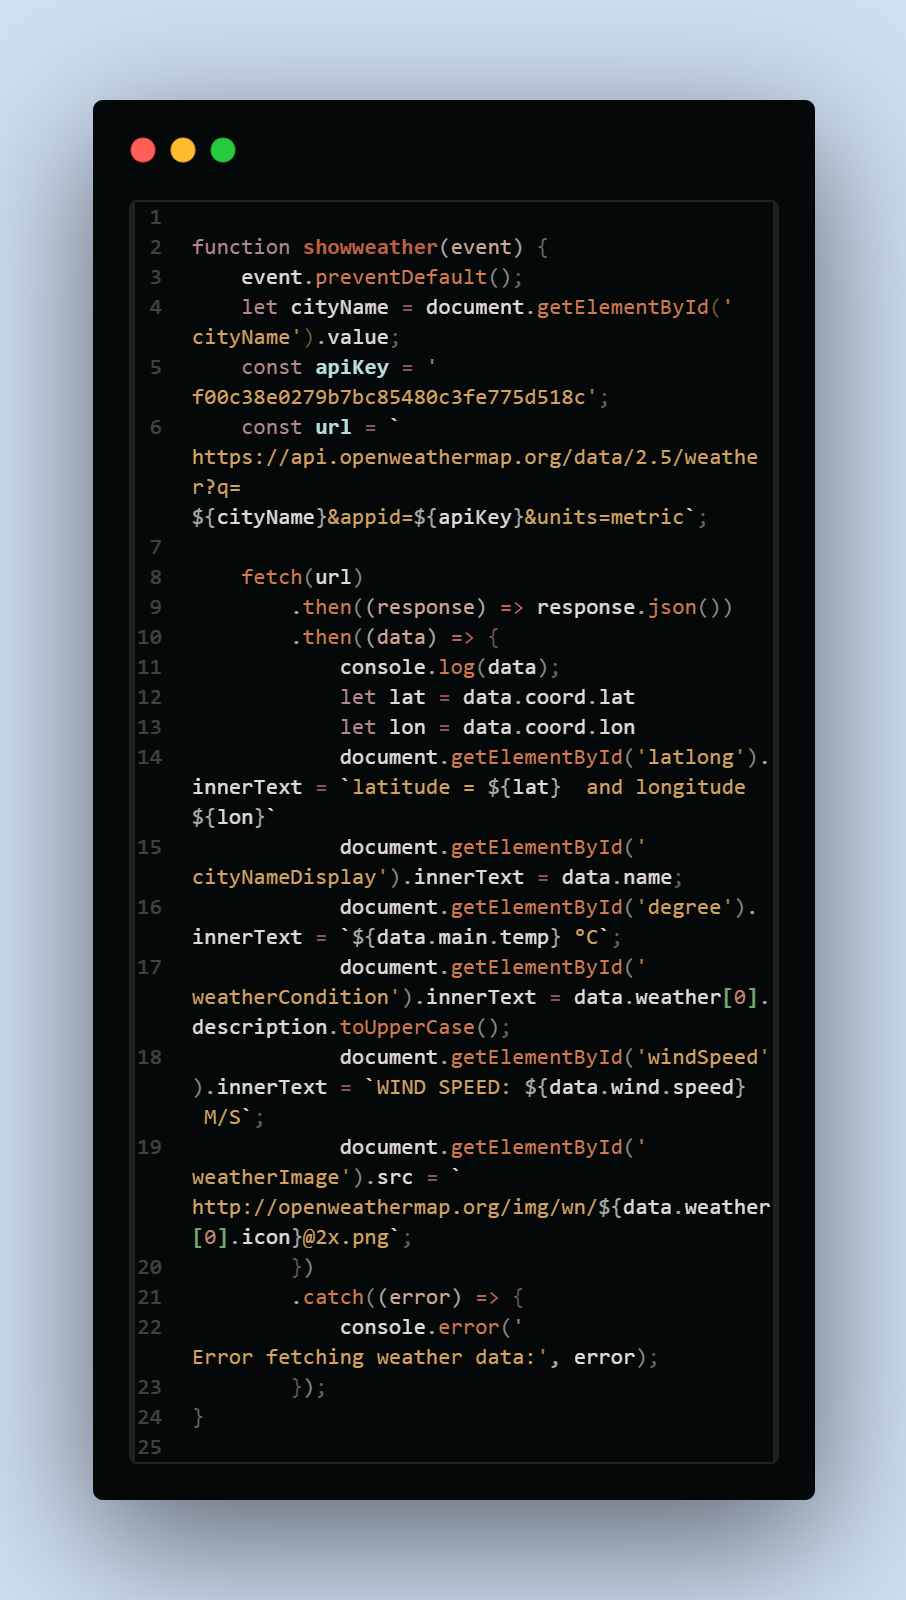 1
2 function showweather(event) {
3     event.preventDefault();
4     let cityName = document.getElementById('
cityName').value;
5     const apiKey = '
f00c38e0279b7bc85480c3fe775d518c';
6     const url = `
https://api.openweathermap.org/data/2.5/weathe
r?q=
${cityName}&appid=${apiKey}&units=metric`;
7
8     fetch(url)
9         .then((response) => response.json())
10         .then((data) => {
11             console.log(data);
12             let lat = data.coord.lat
13             let lon = data.coord.lon
14             document.getElementById('latlong').
innerText = `latitude = ${lat}  and longitude
${lon}`
15             document.getElementById('
cityNameDisplay').innerText = data.name;
16             document.getElementById('degree').
innerText = `${data.main.temp} °C`;
17             document.getElementById('
weatherCondition').innerText = data.weather[0].
description.toUpperCase();
18             document.getElementById('windSpeed'
).innerText = `WIND SPEED: ${data.wind.speed}
 M/S`;
19             document.getElementById('
weatherImage').src = `
http://openweathermap.org/img/wn/${data.weather
[0].icon}@2x.png`;
20         })
21         .catch((error) => {
22             console.error('
Error fetching weather data:', error);
23         });
24 }
25